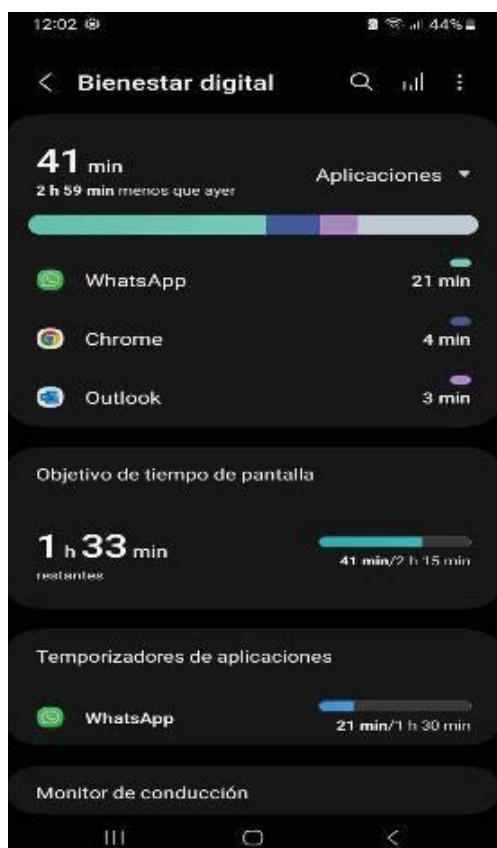 12:02
44%
Bienestar digital
41 min
Aplicaciones
2 h 59 min menos que ayer
WhatsApp
21 min
Chrome
4 min
Outlook
3 min
Objetivo de tiempo de pantalla
1 h 33 min
restantes
41 min/2 h 15 min
Temporizadores de aplicaciones
WhatsApp
21 min/1 h 30 min
Monitor de conducción